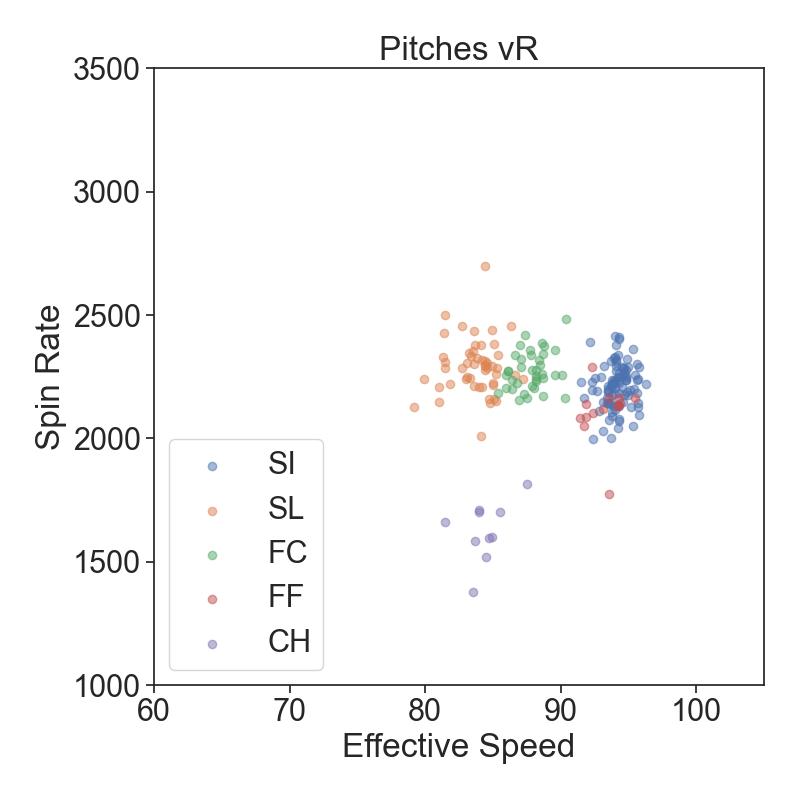 Pitches vR
3500
3000
2500
2000
1500
1000
Spin Rate
SI
SL
FC
FF
CH
60 70 80 90 100
Effective Speed